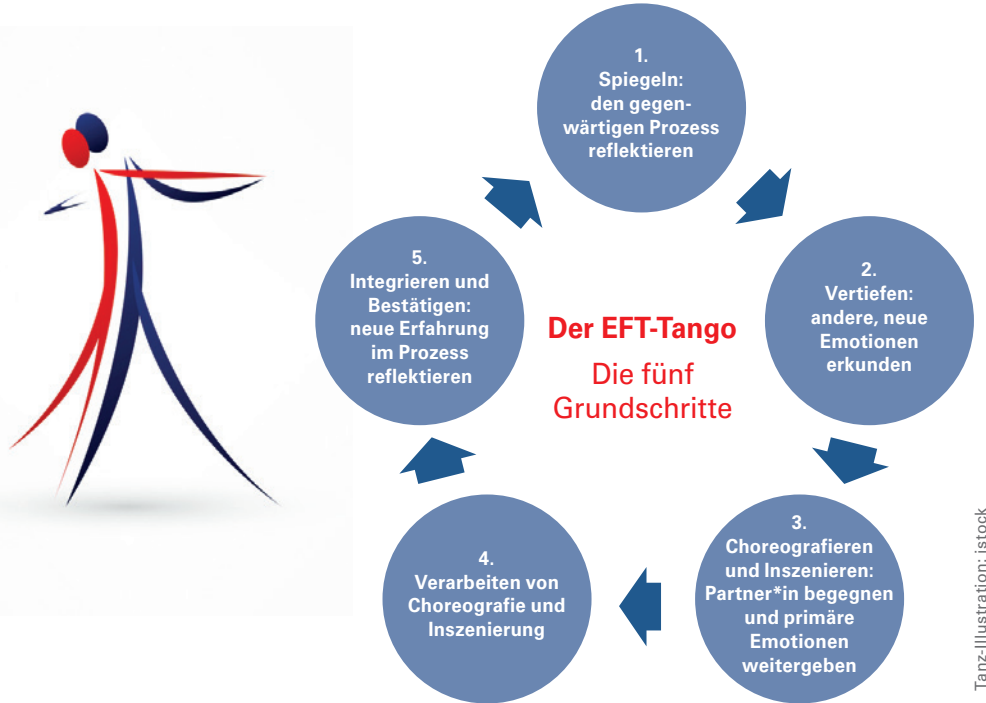 1.
Spiegeln:
den gegen-
wärtigen Prozess
reflektieren
2.
Vertiefen:
andere, neue
Emotionen
erkunden
3.
Choreografieren
und Inszenieren:
Partner*in begegnen
und primäre
Emotionen
weitergeben
4.
Verarbeiten von
Choreografie und
Inszenierung
5.
Integrieren und
Bestätigen:
neue Erfahrung
im Prozess
reflektieren
Der EFT-Tango
Die fünf
Grundschritte
Tanz-Illustration: istock